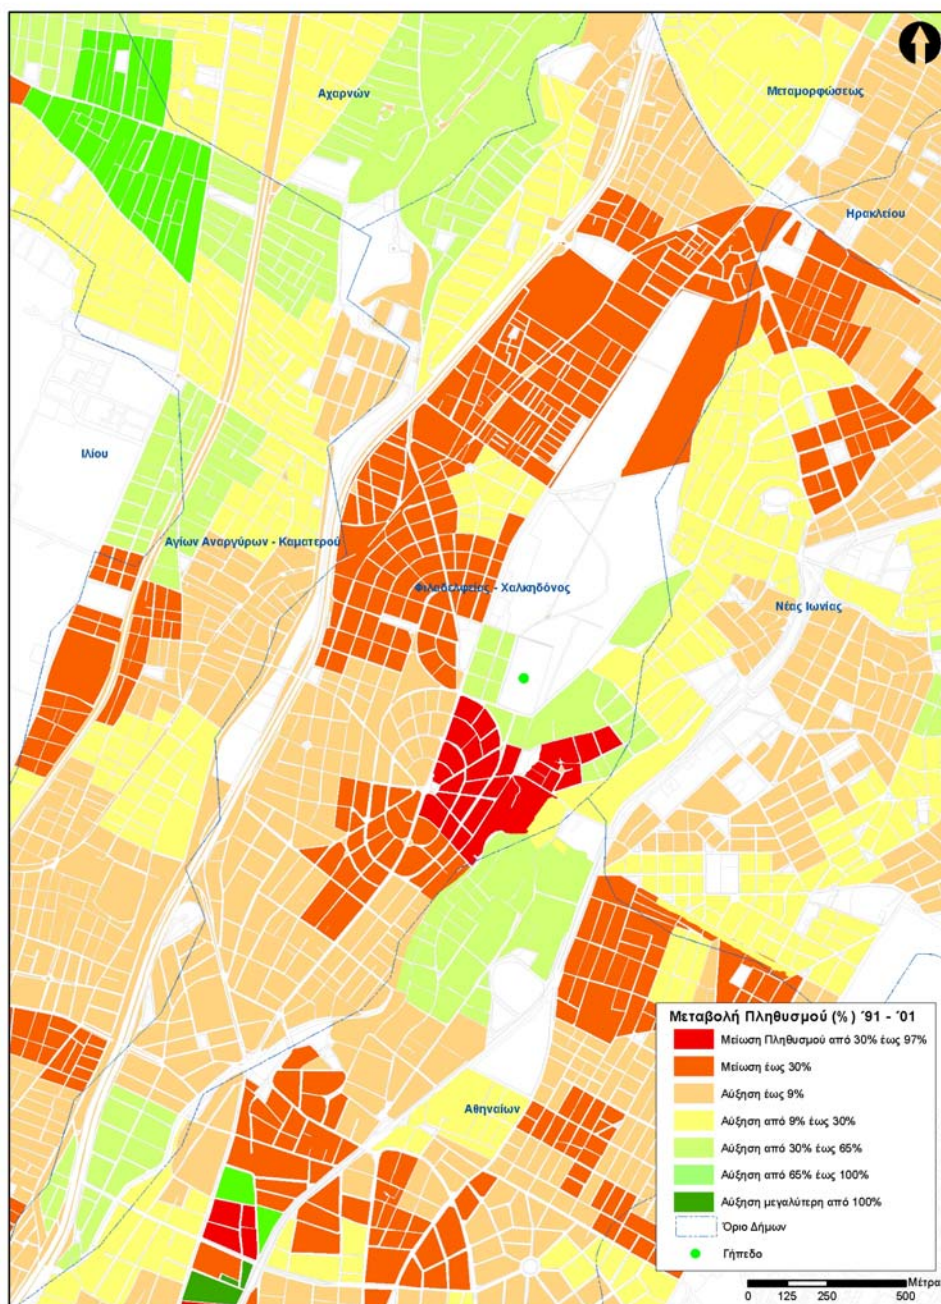 Αχαρνών
Μεταμορφώσεως
Ηρακλείου
Ιλίου
Αγίων Αναργύρων - Καματερού
Φιλαδελφείας - Χαλκηδόνος
Νέας Ιωνίας
Αθηναίων
Μεταβολή Πληθυσμού (%) ΄91 - ΄01
Μείωση Πληθυσμού από 30% έως 97%
Μείωση έως 30%
Αύξηση έως 9%
Αύξηση από 9% έως 30%
Αύξηση από 30% έως 65%
Αύξηση από 65% έως 100%
Αύξηση μεγαλύτερη από 100%
Όριο Δήμων
Γήπεδο
Μέτρα
0 125 250 500